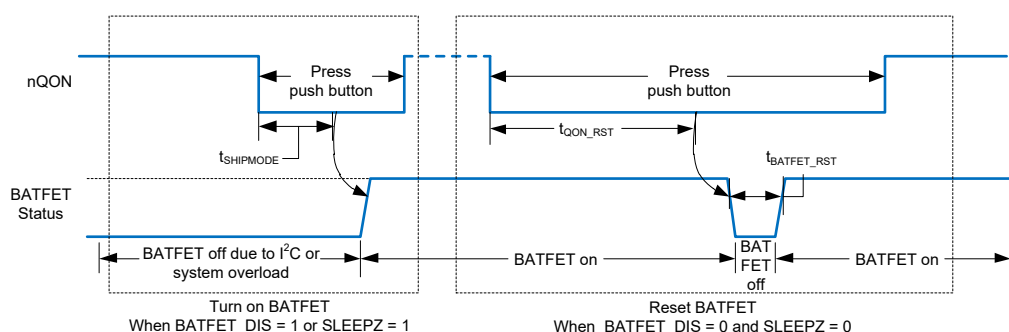 nQON
Press
push button
Press
push button
tSHIPMODE
tQON_RST
tBATFET_RST
BATFET
Status
BATFET off due to I²C or
system overload
BATFET on
BAT
FET
off
BATFET on
Turn on BATFET
When BATFET_DIS = 1 or SLEEPZ = 1
Reset BATFET
When BATFET_DIS = 0 and SLEEPZ = 0